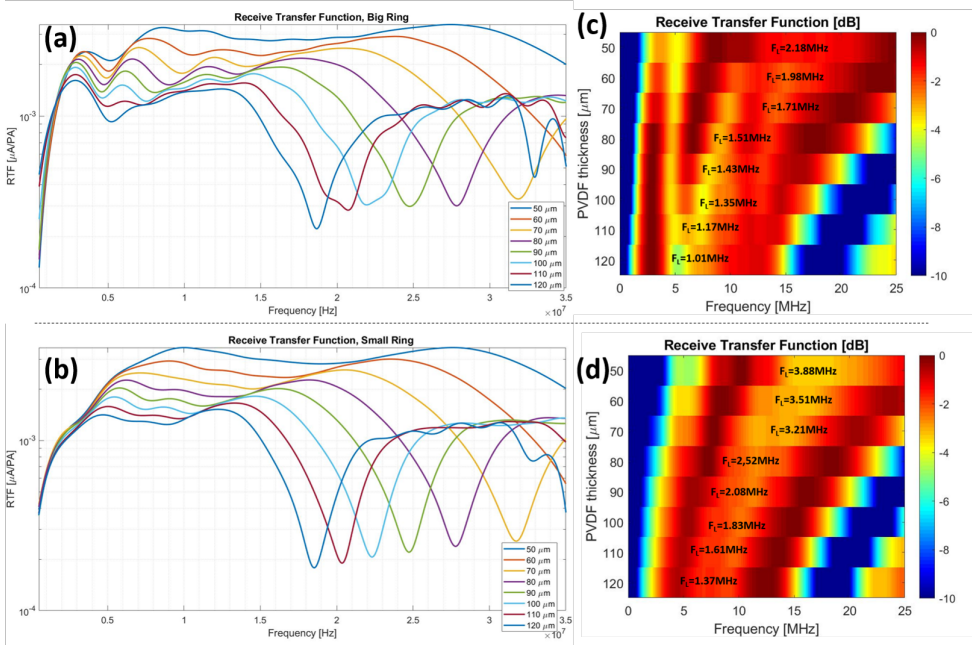 Receive Transfer Function, Big Ring
(a)
RTF [μA/PA]
10⁻³
10⁻⁴
0.5
1
1.5
2
2.5
3
3.5
×10⁷
Frequency [Hz]
50 μm
60 μm
70 μm
80 μm
90 μm
100 μm
110 μm
120 μm
(c)
Receive Transfer Function [dB]
PVDF thickness [μm]
50
60
70
80
90
100
110
120
F_L=2.18MHz
F_L=1.98MHz
F_L=1.71MHz
F_L=1.51MHz
F_L=1.43MHz
F_L=1.35MHz
F_L=1.17MHz
F_L=1.01MHz
0
5
10
15
20
25
Frequency [MHz]
0
-2
-4
-6
-8
-10
Receive Transfer Function, Small Ring
(b)
RTF [μA/PA]
10⁻³
10⁻⁴
0.5
1
1.5
2
2.5
3
3.5
×10⁷
Frequency [Hz]
50 μm
60 μm
70 μm
80 μm
90 μm
100 μm
110 μm
120 μm
(d)
Receive Transfer Function [dB]
PVDF thickness [μm]
50
60
70
80
90
100
110
120
F_L=3.88MHz
F_L=3.51MHz
F_L=3.21MHz
F_L=2,52MHz
F_L=2.08MHz
F_L=1.83MHz
F_L=1.61MHz
F_L=1.37MHz
0
5
10
15
20
25
Frequency [MHz]
0
-2
-4
-6
-8
-10